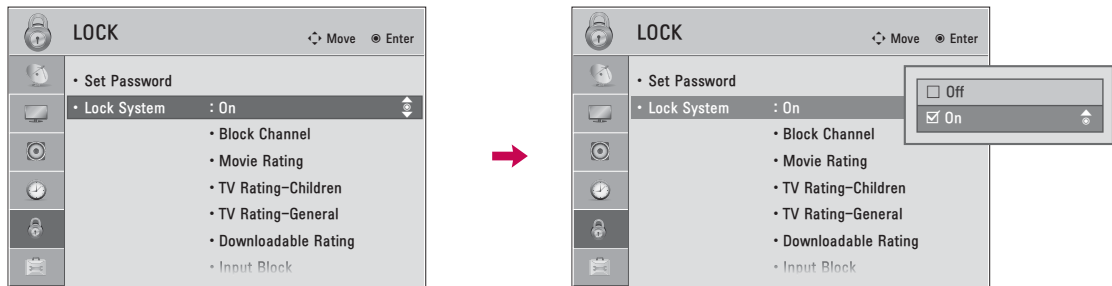 LOCK
Move Enter
• Set Password
• Lock System : On
• Block Channel
• Movie Rating
• TV Rating-Children
• TV Rating-General
• Downloadable Rating
• Input Block
LOCK
Move Enter
• Set Password
• Lock System : On
• Block Channel
• Movie Rating
• TV Rating-Children
• TV Rating-General
• Downloadable Rating
• Input Block
Off
On